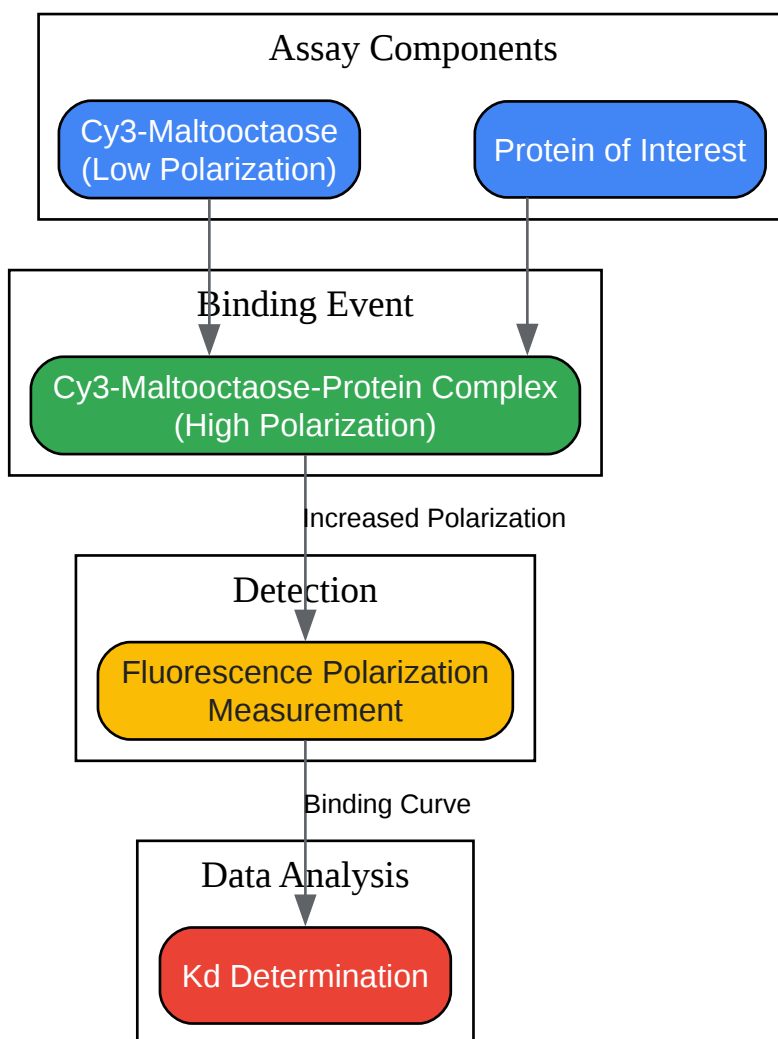 Assay Components
Cy3-Maltooctaose
(Low Polarization)
Protein of Interest
Binding Event
Cy3-Maltooctaose-Protein Complex
(High Polarization)
Increased Polarization
Detection
Fluorescence Polarization
Measurement
Binding Curve
Data Analysis
Kd Determination